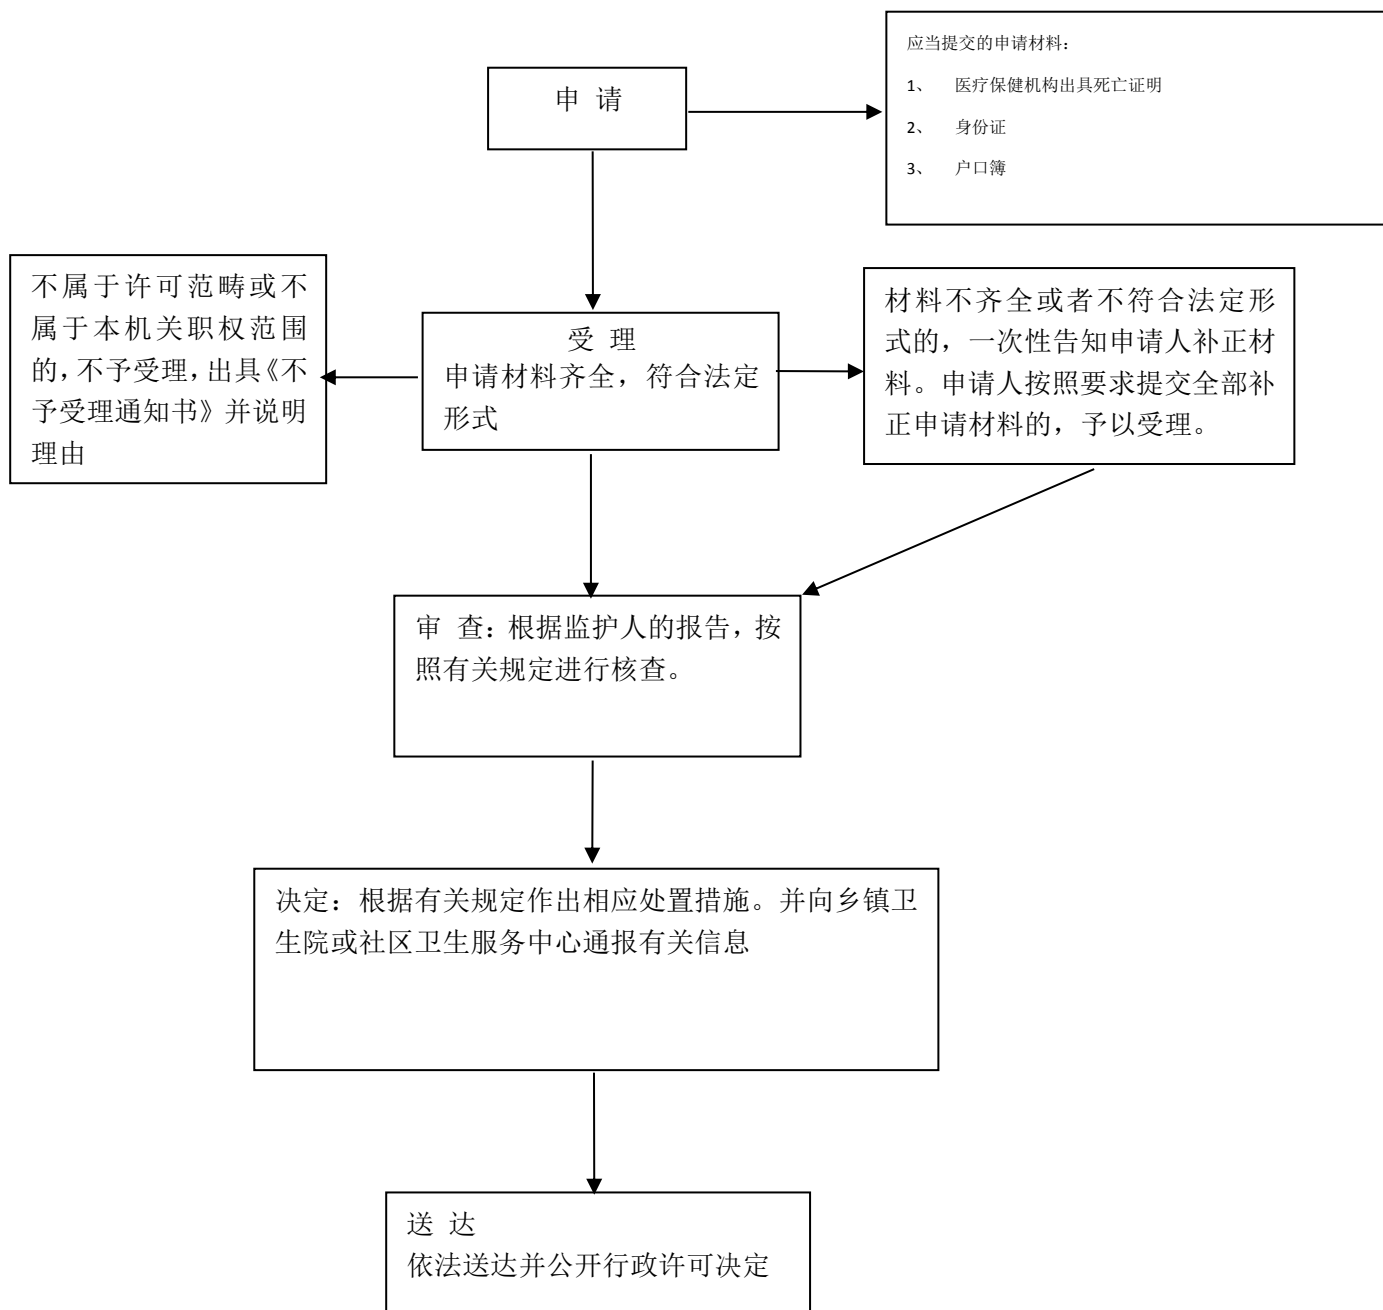 申 请
应当提交的申请材料：
1、 医疗保健机构出具死亡证明
2、 身份证
3、 户口簿
不属于许可范畴或不
属于本机关职权范围
的，不予受理，出具《不
予受理通知书》并说明
理由
受 理
申请材料齐全，符合法定
形式
材料不齐全或者不符合法定形
式的，一次性告知申请人补正材
料。申请人按照要求提交全部补
正申请材料的，予以受理。
审 查：根据监护人的报告，按
照有关规定进行核查。
决定：根据有关规定作出相应处置措施。并向乡镇卫
生院或社区卫生服务中心通报有关信息
送 达
依法送达并公开行政许可决定